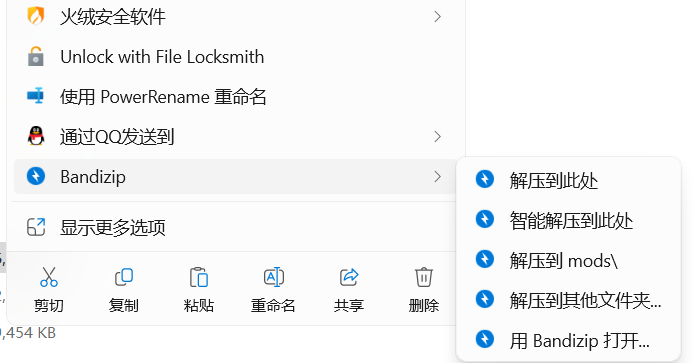 火绒安全软件
Unlock with File Locksmith
使用 PowerRename 重命名
通过QQ发送到
Bandizip
显示更多选项
剪切
复制
粘贴
重命名
共享
删除
,454 KB
解压到此处
智能解压到此处
解压到 mods\
解压到其他文件夹...
用 Bandizip 打开...